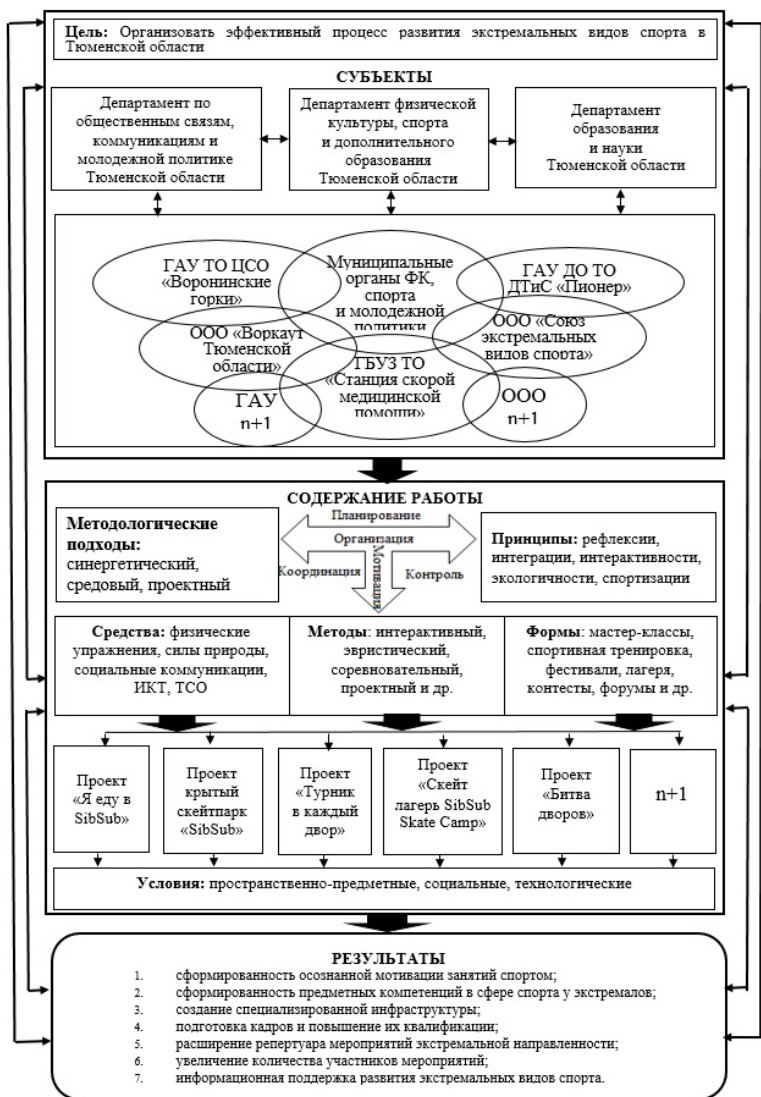 Цель: Организовать эффективный процесс развития экстремальных видов спорта в
Тюменской области
СУБЪЕКТЫ
Департамент по
общественным связям,
коммуникациям и
молодежной политике
Тюменской области
Департамент физической
культуры, спорта
и дополнительного
образования
Тюменской области
Департамент
образования
и науки
Тюменской области
ГАУ ТО ЦСО
«Воронинские
горки»
Муниципальные
органы ФК,
спорта
и молодежной
политики
ГАУ ДО ТО
ДТиС «Пионер»
ООО «Воркаут
Тюменской
области»
ООО «Союз
экстремальных
видов спорта»
ГБУЗ ТО
«Станция скорой
медицинской
помощи»
ГАУ
n+1
ООО
n+1
СОДЕРЖАНИЕ РАБОТЫ
Методологические
подходы:
синергетический,
средовый, проектный
Планирование
Организация
Координация
Мотивация
Контроль
Принципы: рефлексии,
интеграции, интерактивности,
экологичности, спортизации
Средства: физические
упражнения, силы природы,
социальные коммуникации,
ИКТ, ТСО
Методы: интерактивный,
эвристический,
соревновательный,
проектный и др.
Формы: мастер-классы,
спортивная тренировка,
фестивали, лагеря,
контесты, форумы и др.
Проект
«Я еду в
SibSub»
Проект
крытый
скейтпарк
«SibSub»
Проект
«Турник
в каждый
двор»
Проект
«Скейт
лагерь SibSub
Skate Camp»
Проект
«Битва
дворов»
n+1
Условия: пространственно-предметные, социальные, технологические
РЕЗУЛЬТАТЫ
1. сформированность осознанной мотивации занятий спортом;
2. сформированность предметных компетенций в сфере спорта у экстремалов;
3. создание специализированной инфраструктуры;
4. подготовка кадров и повышение их квалификации;
5. расширение репертуара мероприятий экстремальной направленности;
6. увеличение количества участников мероприятий;
7. информационная поддержка развития экстремальных видов спорта.